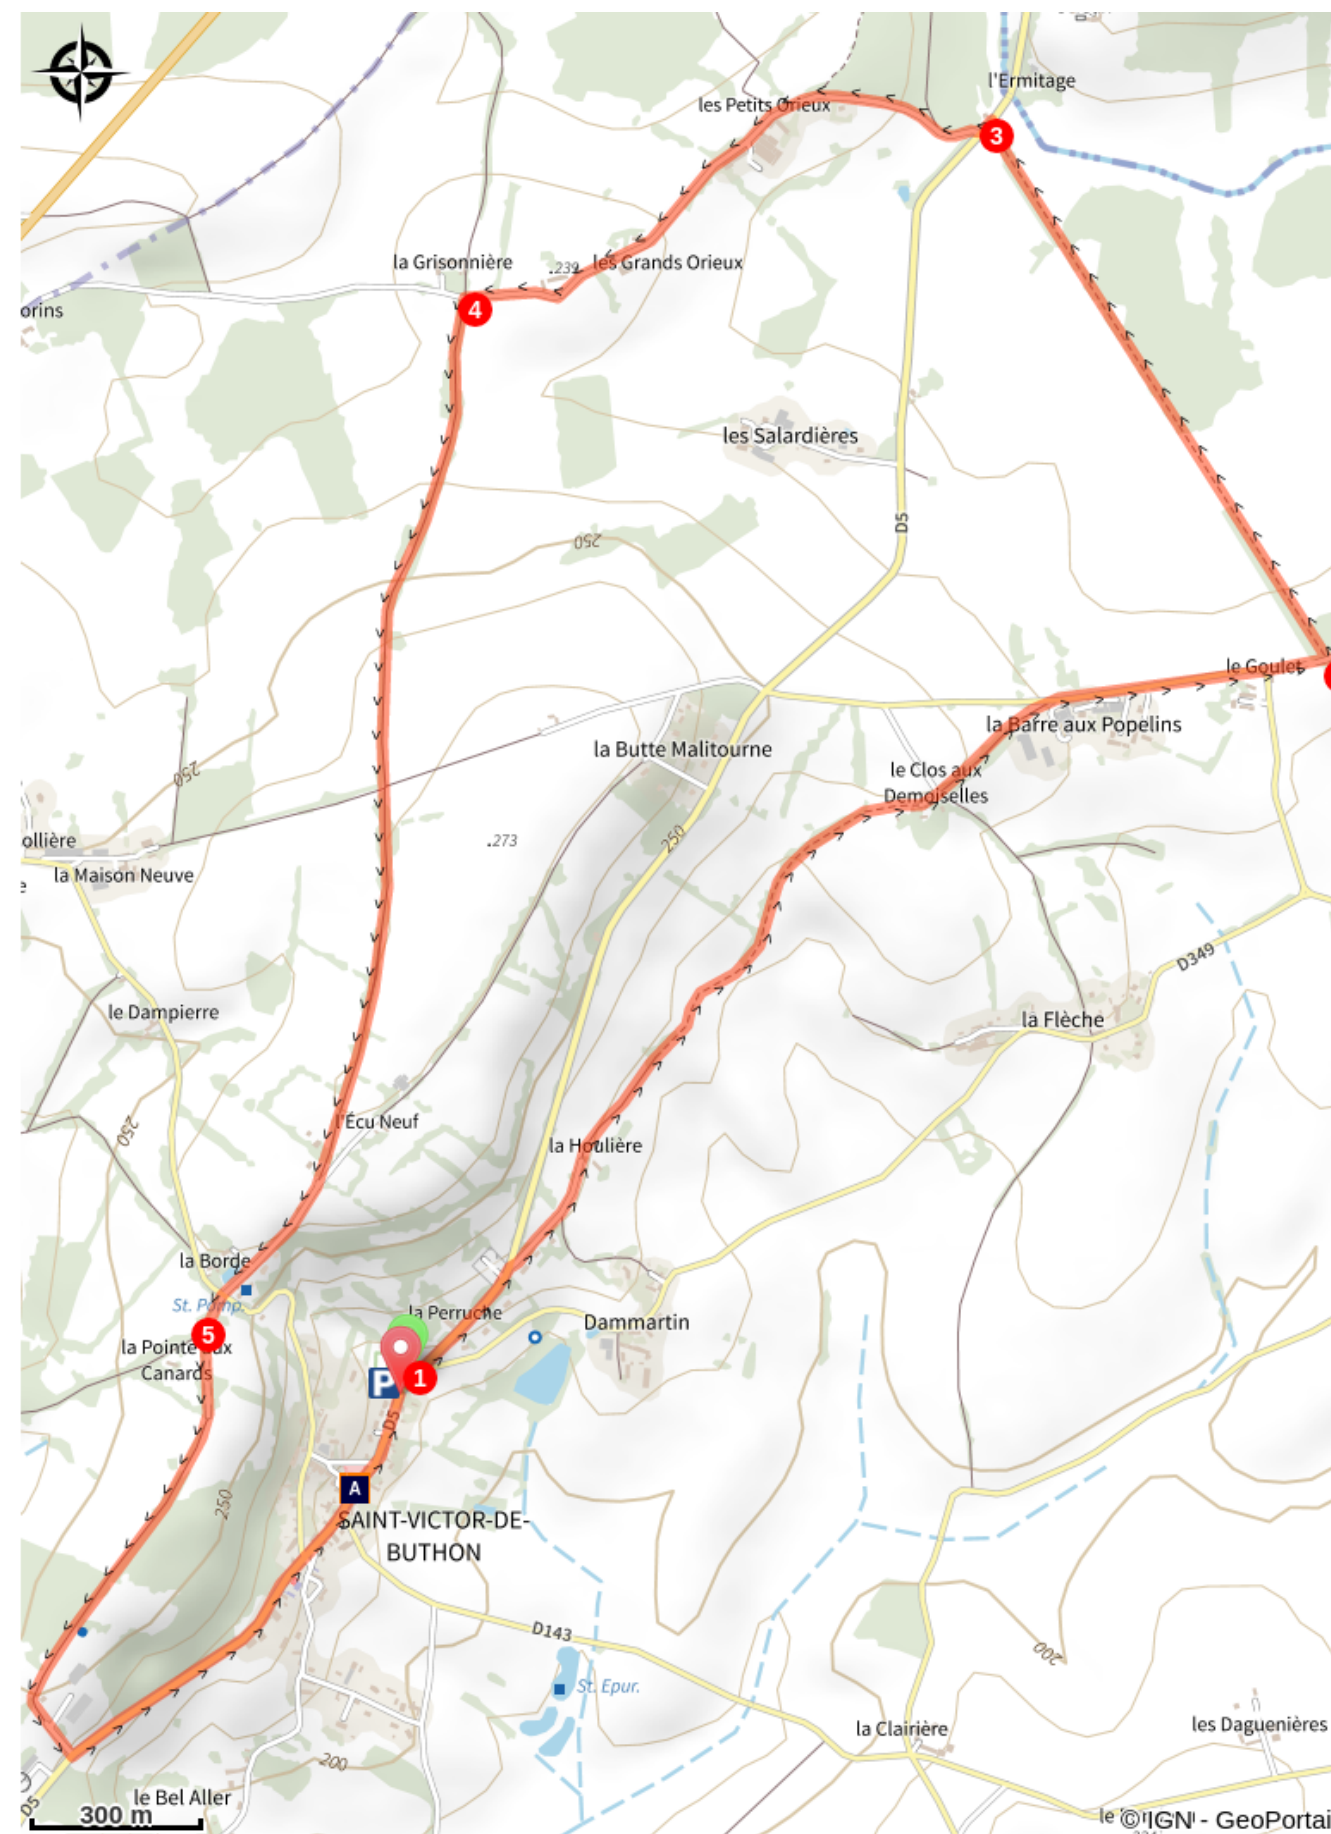 l'Ermitage
les Petits Orieux
3
la Grisonnière
.239
les Grands Orieux
orins
4
les Salardières
D5
250
le Goulet
la Barre aux Popelins
la Butte Malitourne
250
le Clos aux
Demoiselles
250
.273
ollière
la Maison Neuve
e
D349
le Dampierre
la Flèche
250
l'Écu Neuf
la Houlière
la Borde
St. Pomp.
la Perruche
Dammartin
5
la Pointe aux
Canards
P
1
D5
A
250
SAINT-VICTOR-DE-
BUTHON
D143
200
St. Epur.
la Clairière
les Daguenières
200
le Bel Aller
D5
300 m
le
© IGN - GeoPortai